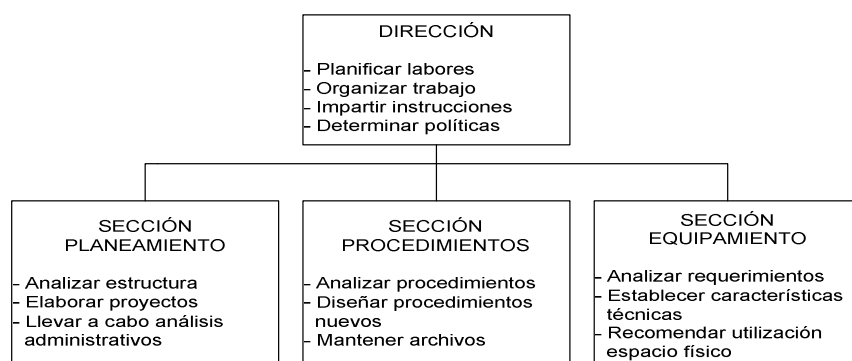 DIRECCIÓN
- Planificar labores
- Organizar trabajo
- Impartir instrucciones
- Determinar políticas
SECCIÓN
PLANEAMIENTO
- Analizar estructura
- Elaborar proyectos
- Llevar a cabo análisis
administrativos
SECCIÓN
PROCEDIMIENTOS
- Analizar procedimientos
- Diseñar procedimientos
nuevos
- Mantener archivos
SECCIÓN
EQUIPAMIENTO
- Analizar requerimientos
- Establecer características
técnicas
- Recomendar utilización
espacio físico